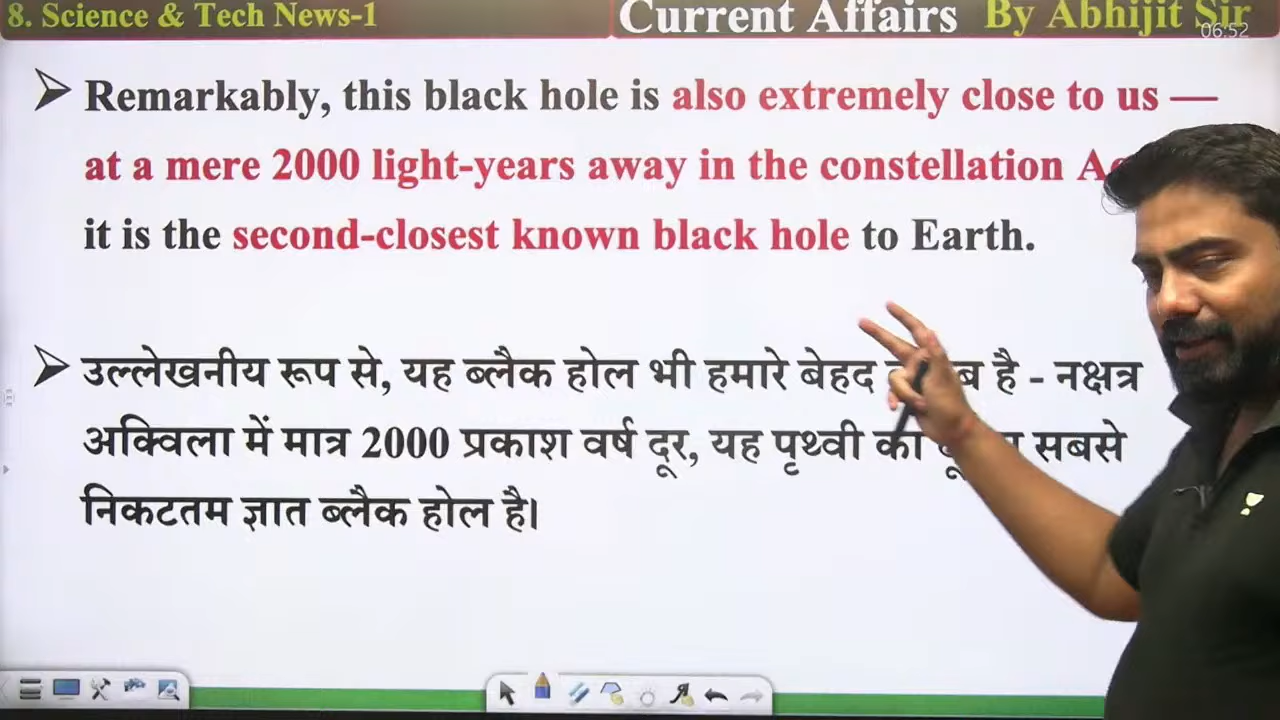 8. Science & Tech News-1
Current Affairs By Abhijit Sir
06:52
Remarkably, this black hole is also extremely close to us —
at a mere 2000 light-years away in the constellation
it is the second-closest known black hole to Earth.
उल्लेखनीय रूप से, यह ब्लैक होल भी हमारे बेहद है - नक्षत्र
अक्विला में मात्र 2000 प्रकाश वर्ष दूर, यह पृथ्वी का सबसे
निकटतम ज्ञात ब्लैक होल है।